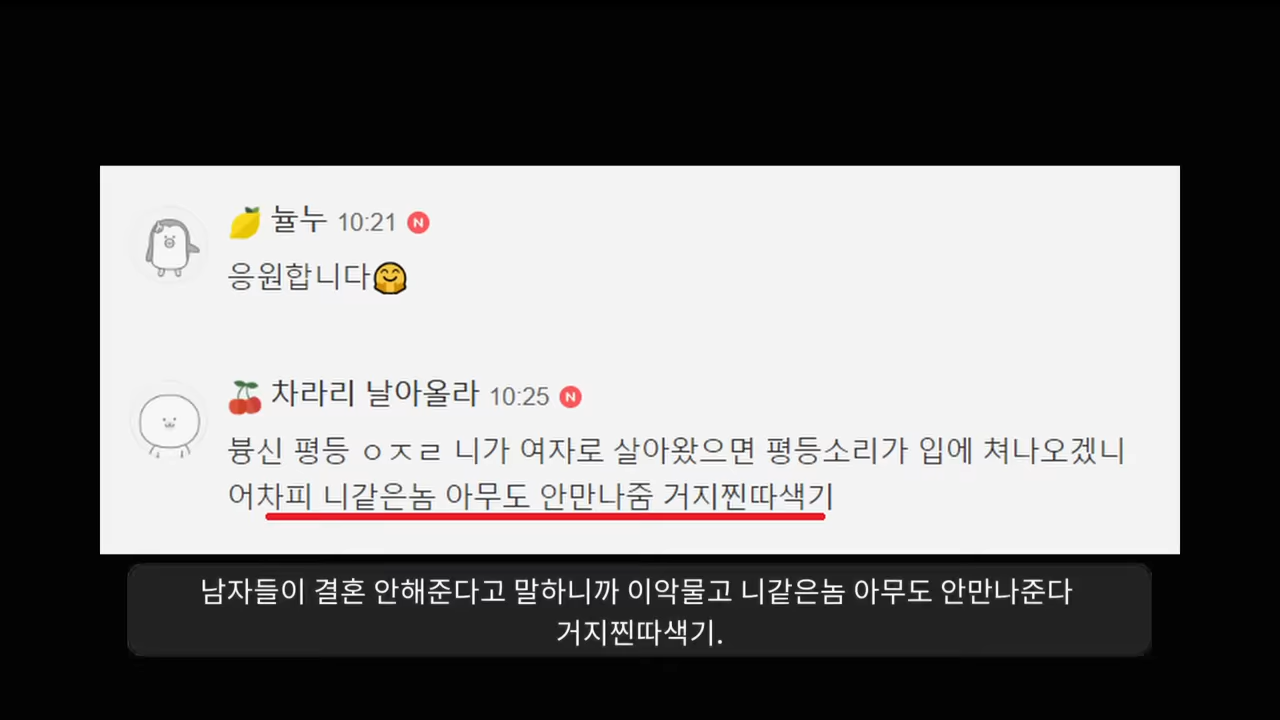 🍋 뉼누 10:21 N
응원합니다🤗
🍒 차라리 날아올라 10:25 N
븅신 평등 ㅇㅈㄹ 니가 여자로 살아왔으면 평등소리가 입에 쳐나오겠니
어차피 니같은놈 아무도 안만나줌 거지찐따색기
남자들이 결혼 안해준다고 말하니까 이악물고 니같은놈 아무도 안만나준다
거지찐따색기.